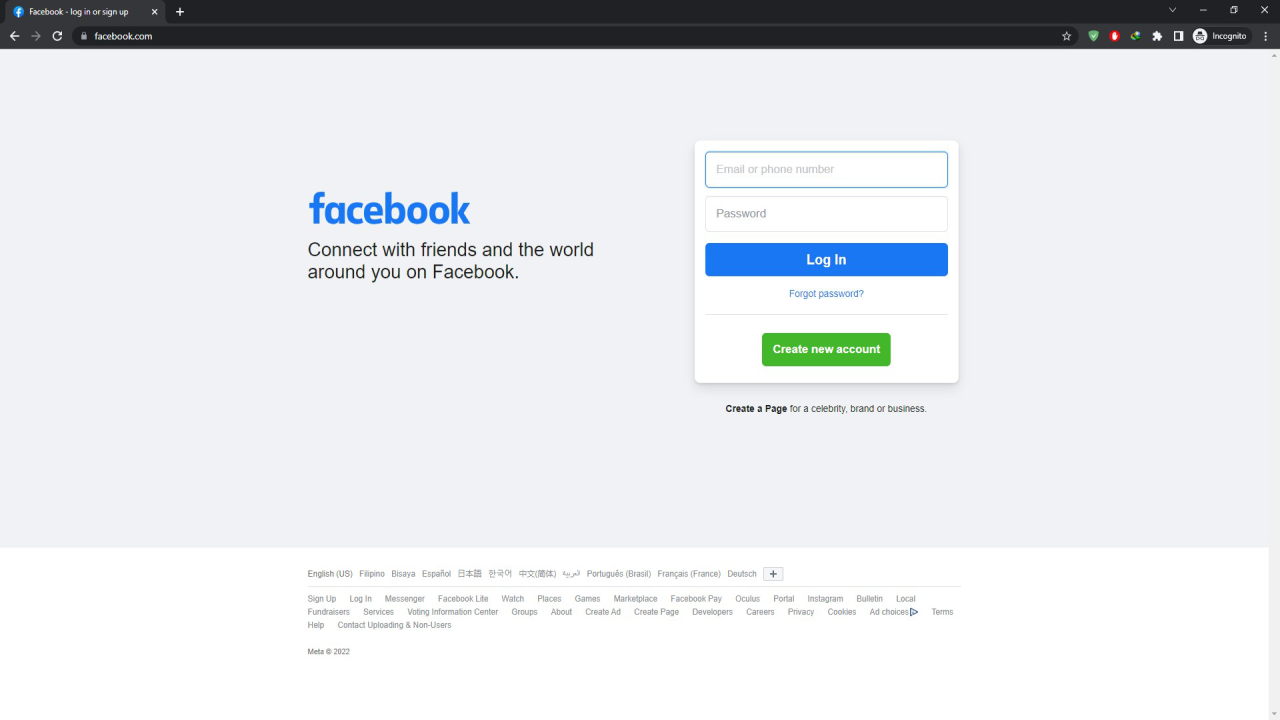 Facebook - log in or sign up
facebook.com
Incognito
facebook
Connect with friends and the world
around you on Facebook.
Email or phone number
Password
Log In
Forgot password?
Create new account
Create a Page for a celebrity, brand or business.
English (US) Filipino Bisaya Español 日本語 한국어 中文(简体) العربية Português (Brasil) Français (France) Deutsch
Sign Up Log In Messenger Facebook Lite Watch Places Games Marketplace Facebook Pay Oculus Portal Instagram Bulletin Local
Fundraisers Services Voting Information Center Groups About Create Ad Create Page Developers Careers Privacy Cookies Ad choices Terms
Help Contact Uploading & Non-Users
Meta © 2022